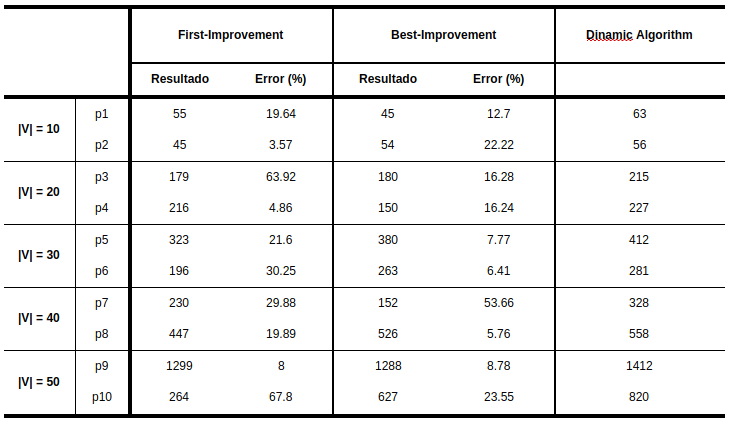 First-Improvement Best-Improvement Dinamic Algorithm
Resultado Error (%) Resultado Error (%)
|V| = 10 p1 55 19.64 45 12.7 63
p2 45 3.57 54 22.22 56
|V| = 20 p3 179 63.92 180 16.28 215
p4 216 4.86 150 16.24 227
|V| = 30 p5 323 21.6 380 7.77 412
p6 196 30.25 263 6.41 281
|V| = 40 p7 230 29.88 152 53.66 328
p8 447 19.89 526 5.76 558
|V| = 50 p9 1299 8 1288 8.78 1412
p10 264 67.8 627 23.55 820